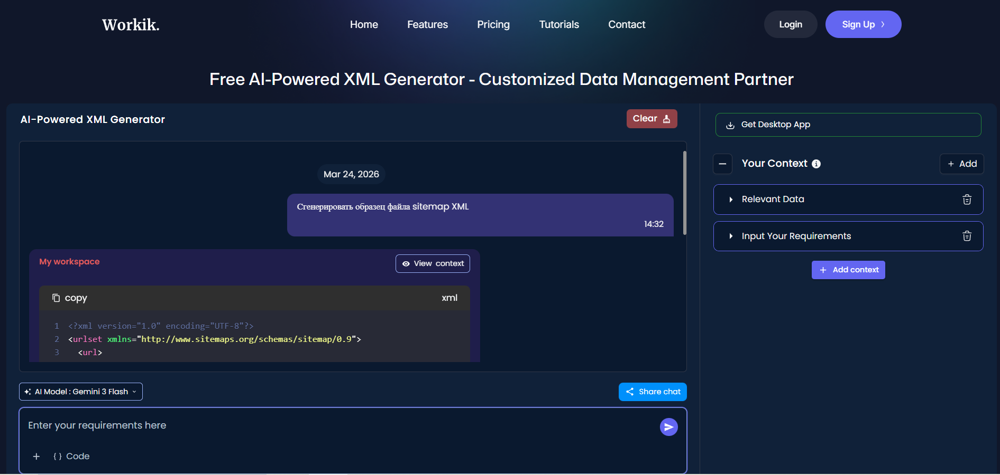 Workik.
Home Features Pricing Tutorials Contact
Login Sign Up
Free AI-Powered XML Generator - Customized Data Management Partner
AI-Powered XML Generator
Clear
Mar 24, 2026
Сгенерировать образец файла sitemap XML
14:32
My workspace
View context
copy xml
1 <?xml version="1.0" encoding="UTF-8"?>
2 <urlset xmlns="http://www.sitemaps.org/schemas/sitemap/0.9">
3 <url>
AI Model : Gemini 3 Flash
Share chat
Enter your requirements here
+ {} Code
Get Desktop App
Your Context
+ Add
Relevant Data
Input Your Requirements
+ Add context